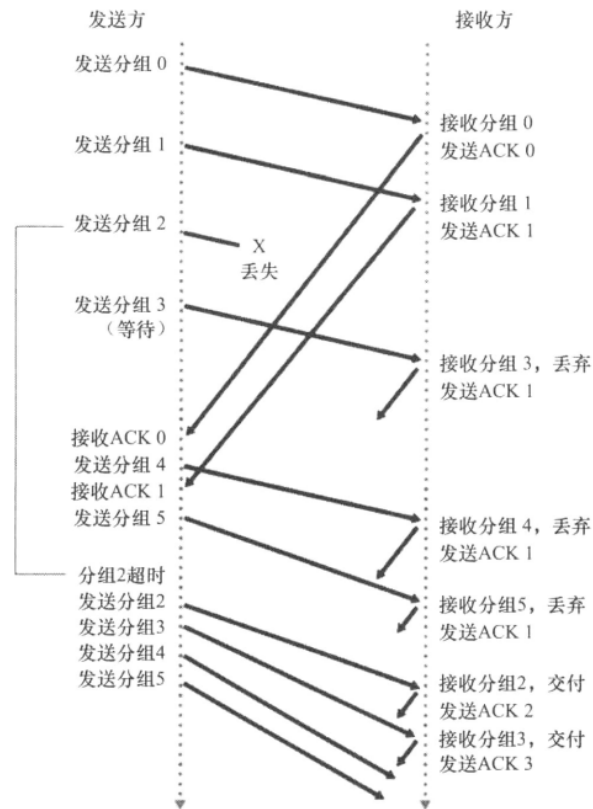 发送方
接收方
发送分组 0
接收分组 0
发送ACK 0
发送分组 1
接收分组 1
发送ACK 1
发送分组 2
X
丢失
发送分组 3
（等待）
接收分组 3，丢弃
发送ACK 1
接收ACK 0
发送分组 4
接收ACK 1
发送分组 5
接收分组 4，丢弃
发送ACK 1
分组2超时
发送分组2
发送分组3
发送分组4
发送分组5
接收分组5，丢弃
发送ACK 1
接收分组2，交付
发送ACK 2
接收分组3，交付
发送ACK 3